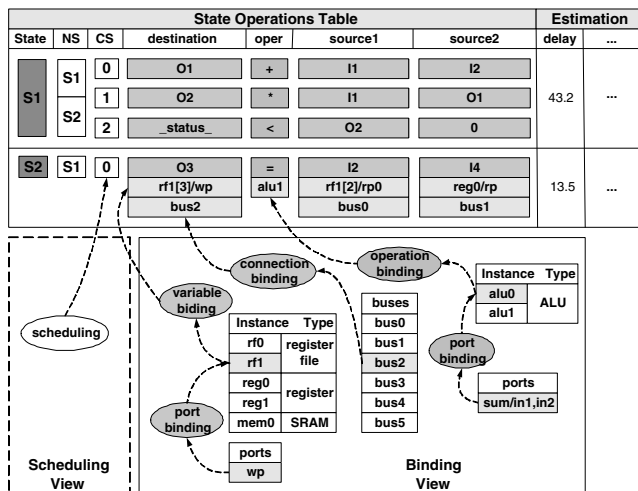 State Operations Table
Estimation
State NS CS destination oper source1 source2 delay ...
S1 S1 S2
0 O1 + I1 I2
1 O2 * I1 O1
2 _status_ < O2 0
43.2 ...
S2 S1 0 O3 = I2 I4
rf1[3]/wp alu1 rf1[2]/rp0 reg0/rp
bus2 bus0 bus1
13.5 ...
scheduling
Scheduling
View
variable
biding
connection
binding
operation
binding
port
binding
port
binding
Instance Type
rf0
rf1
register
file
reg0
reg1
register
mem0 SRAM
ports
wp
buses
bus0
bus1
bus2
bus3
bus4
bus5
Instance Type
alu0
alu1
ALU
ports
sum/in1,in2
Binding
View